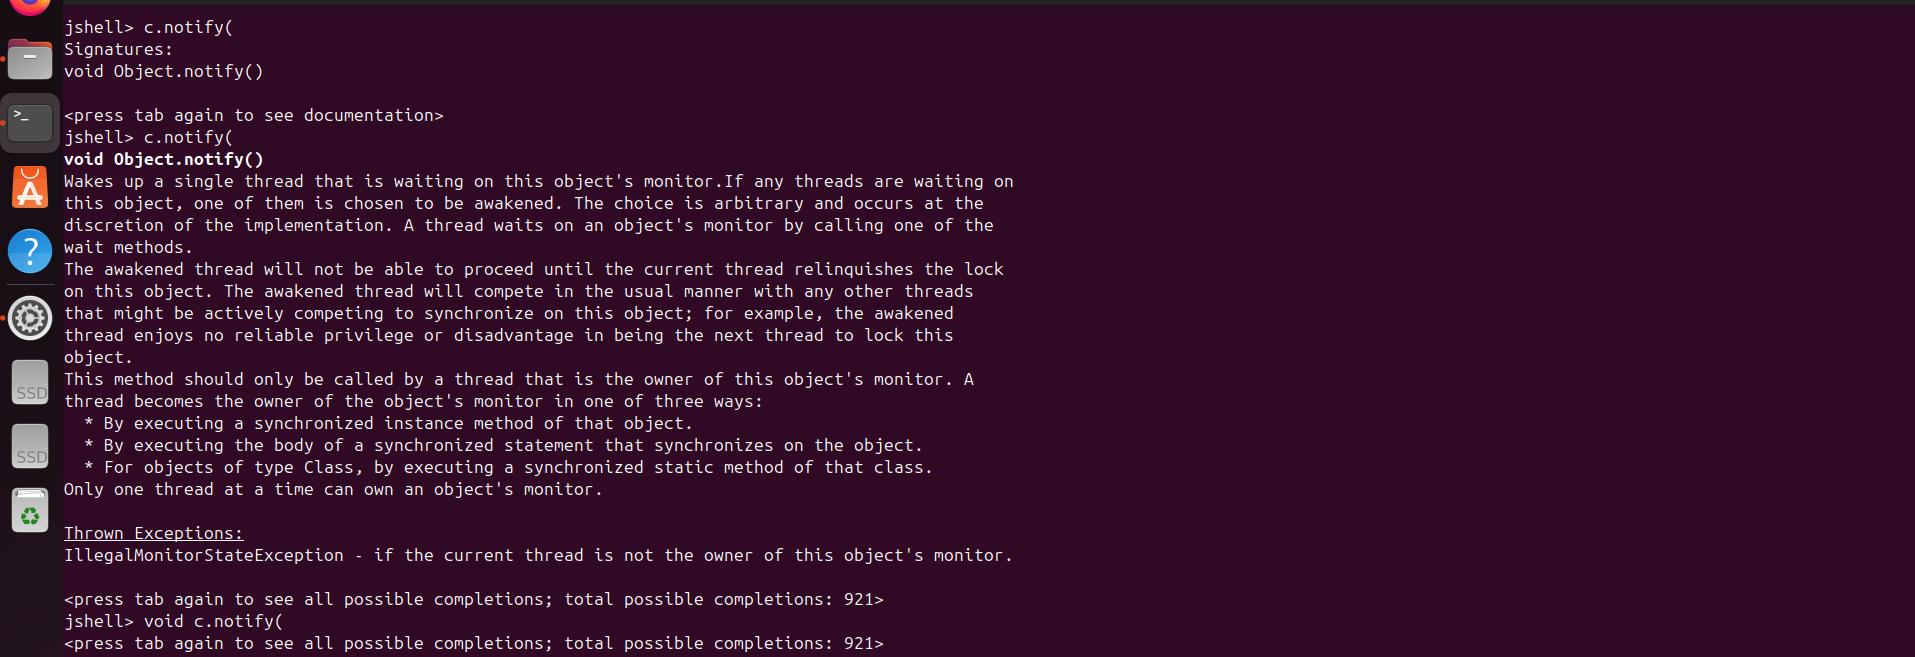 jshell> c.notify(
Signatures:
void Object.notify()
<press tab again to see documentation>
jshell> c.notify(
void Object.notify()
Wakes up a single thread that is waiting on this object's monitor.If any threads are waiting on
this object, one of them is chosen to be awakened. The choice is arbitrary and occurs at the
discretion of the implementation. A thread waits on an object's monitor by calling one of the
wait methods.
The awakened thread will not be able to proceed until the current thread relinquishes the lock
on this object. The awakened thread will compete in the usual manner with any other threads
that might be actively competing to synchronize on this object; for example, the awakened
thread enjoys no reliable privilege or disadvantage in being the next thread to lock this
object.
This method should only be called by a thread that is the owner of this object's monitor. A
thread becomes the owner of the object's monitor in one of three ways:
* By executing a synchronized instance method of that object.
* By executing the body of a synchronized statement that synchronizes on the object.
* For objects of type Class, by executing a synchronized static method of that class.
Only one thread at a time can own an object's monitor.
Thrown Exceptions:
IllegalMonitorStateException - if the current thread is not the owner of this object's monitor.
<press tab again to see all possible completions; total possible completions: 921>
jshell> void c.notify(
<press tab again to see all possible completions; total possible completions: 921>
>_
A
?
SSD
SSD